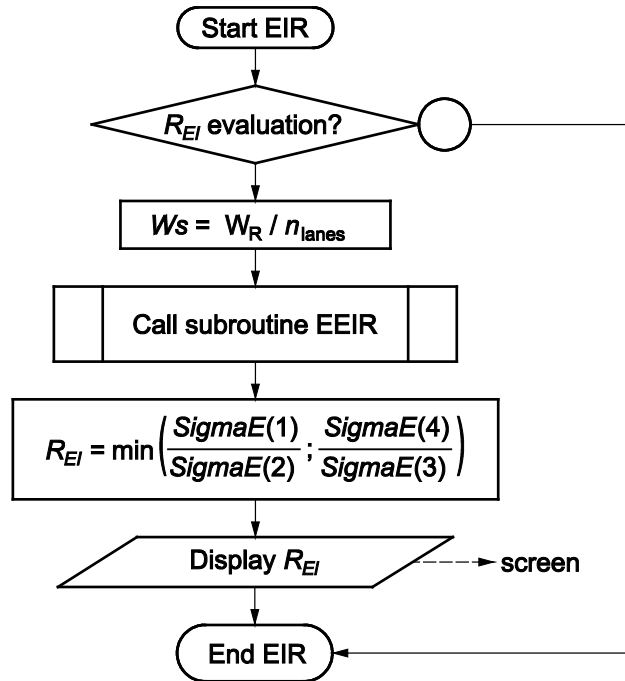 Start EIR
R_EI evaluation?
Ws = W_R / n_lanes
Call subroutine EEIR
R_EI = min(SigmaE(1)/SigmaE(2) ; SigmaE(4)/SigmaE(3))
Display R_EI
screen
End EIR